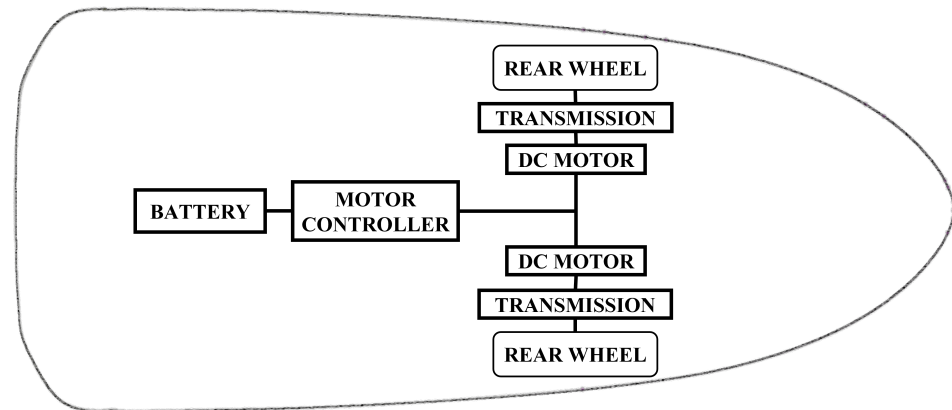 REAR WHEEL
TRANSMISSION
DC MOTOR
BATTERY
MOTOR
CONTROLLER
DC MOTOR
TRANSMISSION
REAR WHEEL